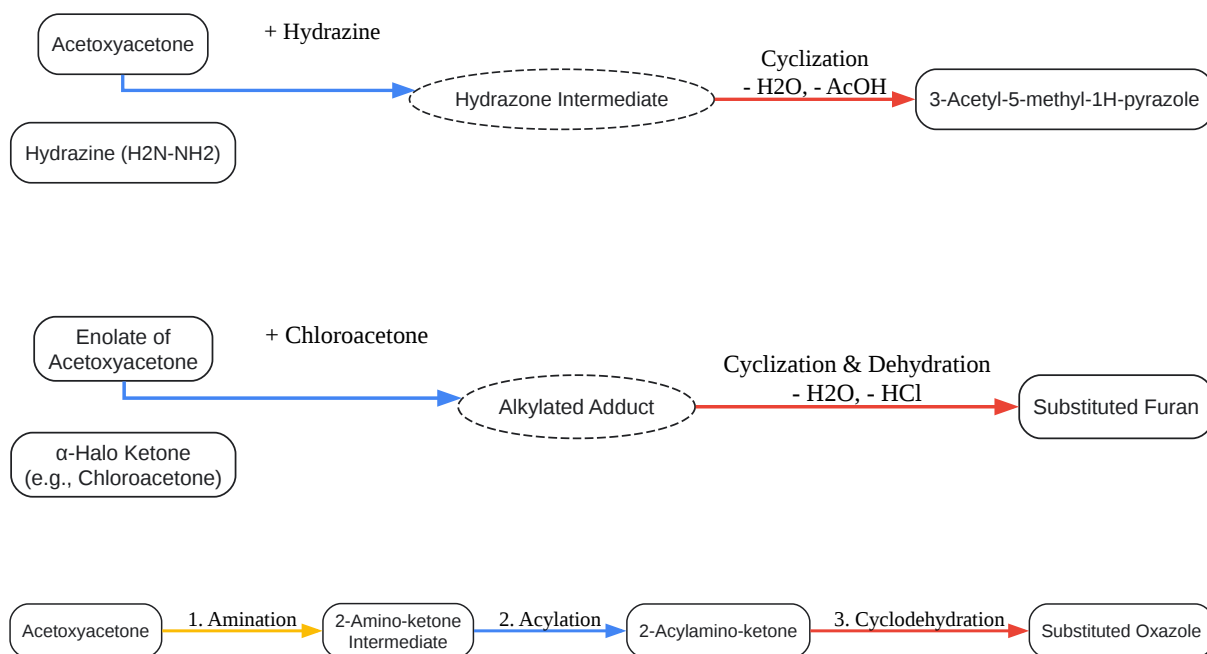 Acetoxyacetone
+ Hydrazine
Hydrazine (H2N-NH2)
Hydrazone Intermediate
Cyclization
- H2O, - AcOH
3-Acetyl-5-methyl-1H-pyrazole
Enolate of
Acetoxyacetone
+ Chloroacetone
α-Halo Ketone
(e.g., Chloroacetone)
Alkylated Adduct
Cyclization & Dehydration
- H2O, - HCl
Substituted Furan
Acetoxyacetone
1. Amination
2-Amino-ketone
Intermediate
2. Acylation
2-Acylamino-ketone
3. Cyclodehydration
Substituted Oxazole